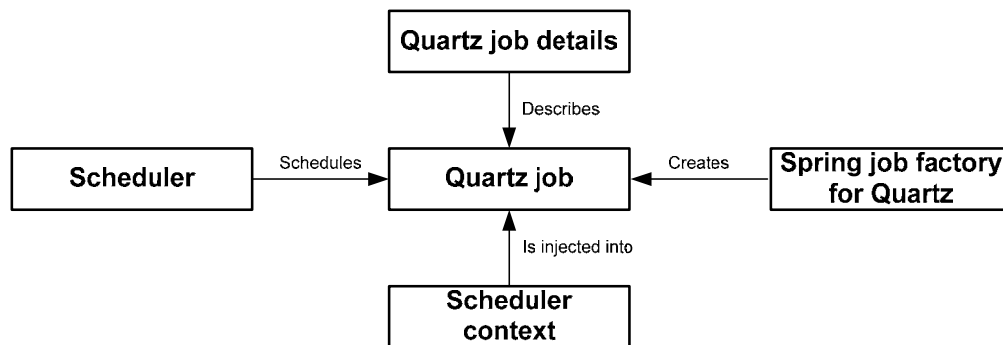 Quartz job details
Describes
Scheduler
Schedules
Quartz job
Creates
Spring job factory
for Quartz
Is injected into
Scheduler
context